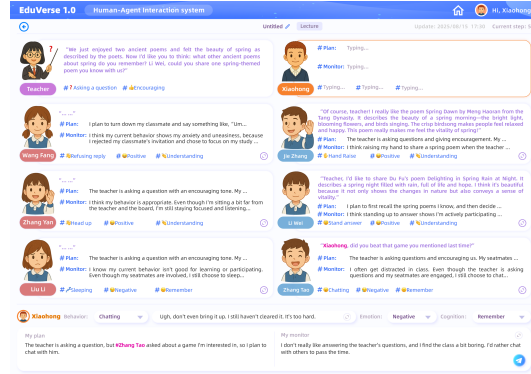 EduVerse 1.0
Human-Agent Interaction system
Hi, Xiaohong
Untitled
Lecture
Update: 2025/08/15 17:30 Current step: 5
"We just enjoyed two ancient poems and felt the beauty of spring as
described by the poets. Now I'd like you to think: what other ancient poems
about spring do you remember? Li Wei, could you share one spring-themed
poem you know with us?"
Teacher
# ? Asking a question # Encouraging
# Plan: Typing...
# Monitor: Typing...
Xiaohong
# Typing... # Typing... # Typing...
"... ..."
# Plan: I plan to turn down my classmate and say something like, "Um...
# Monitor: I think my current behavior shows my anxiety and uneasiness, because
I rejected my classmate's invitation and chose to focus on my study ...
Wang Fang
# Refusing reply # Positive # Understanding
"Of course, teacher! I really like the poem Spring Dawn by Meng Haoran from the
Tang Dynasty. It describes the beauty of a spring morning—the bright light,
blooming flowers, and birds singing. The crisp birdsong makes people feel relaxed
and happy. This poem really makes me feel the vitality of spring!"
# Plan: The teacher is asking questions and giving encouragement. My ...
# Monitor: I think raising my hand to share a spring poem when the teacher ...
Jie Zheng
# Hand Raise # Positive # Understanding
"... ..."
# Plan: The teacher is asking a question with an encouraging tone. My ...
# Monitor: I think my behavior is appropriate. Even though I'm sitting a bit far from
the teacher and the board, I'm still staying focused and listening...
Zhang Yao
# Head up # Positive # Understanding
"Teacher, I'd like to share Du Fu's poem Delighting in Spring Rain at Night. It
describes a spring night filled with rain, full of life and hope. I think it's beautiful
because it not only shows the changes in nature but also conveys a sense of
vitality."
# Plan: I plan to first recall the spring poems I know, and then decide ...
# Monitor: I think standing up to answer shows I'm actively participating ...
Li Wei
# Stand answer # Positive # Understanding
"... ..."
# Plan: The teacher is asking a question with an encouraging tone. My ...
# Monitor: I know my current behavior isn't good for learning or participating.
Even though my seatmates are involved, I still choose to sleep...
Liu Li
# Sleeping # Negative # Remember
"Xiaohong, did you beat that game you mentioned last time?"
# Plan: The teacher is asking questions and encouraging us. My seatmates ...
# Monitor: I often get distracted in class. Even though the teacher is asking
questions and my seatmates are engaged, I still choose to chat...
Zhang Tao
# Chatting # Negative # Remember
Xiaohong Behavior: Chatting
Ugh, don't even bring it up, I still haven't cleared it. It's too hard.
Emotion: Negative Cognition: Remember
My plan
The teacher is asking a question, but #Zhang Tao asked about a game I'm interested in, so I plan to
chat with him.
My monitor
I don't really like answering the teacher's questions, and I find the class a bit boring, I'd rather chat
with others to pass the time.